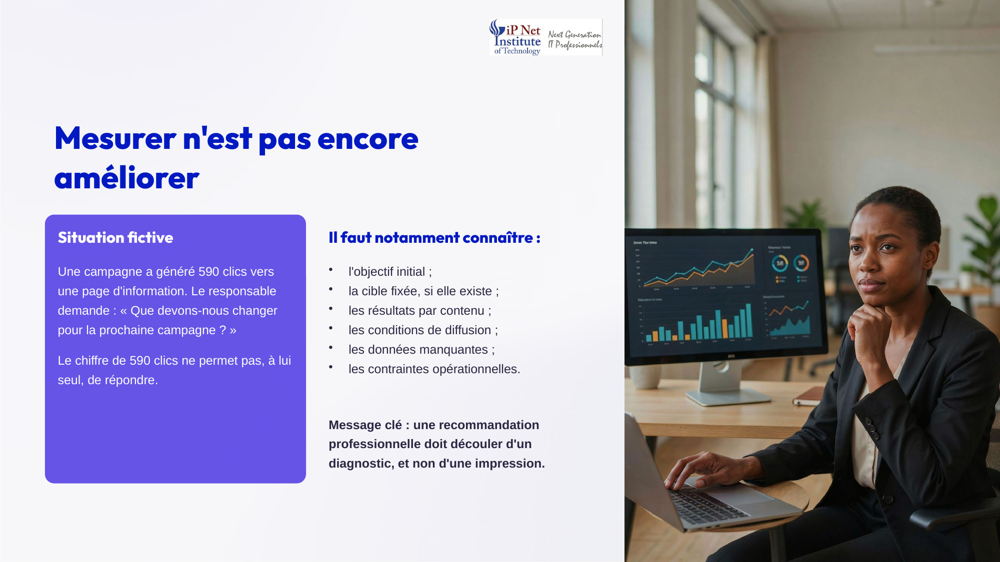 iP Net
Institute
of Technology
Next Generation
IT Professionnels
Mesurer n'est pas encore
améliorer
Situation fictive
Une campagne a généré 590 clics vers
une page d'information. Le responsable
demande : « Que devons-nous changer
pour la prochaine campagne ? »
Le chiffre de 590 clics ne permet pas, à lui
seul, de répondre.
Il faut notamment connaître :
• l'objectif initial ;
• la cible fixée, si elle existe ;
• les résultats par contenu ;
• les conditions de diffusion ;
• les données manquantes ;
• les contraintes opérationnelles.
Message clé : une recommandation
professionnelle doit découler d'un
diagnostic, et non d'une impression.